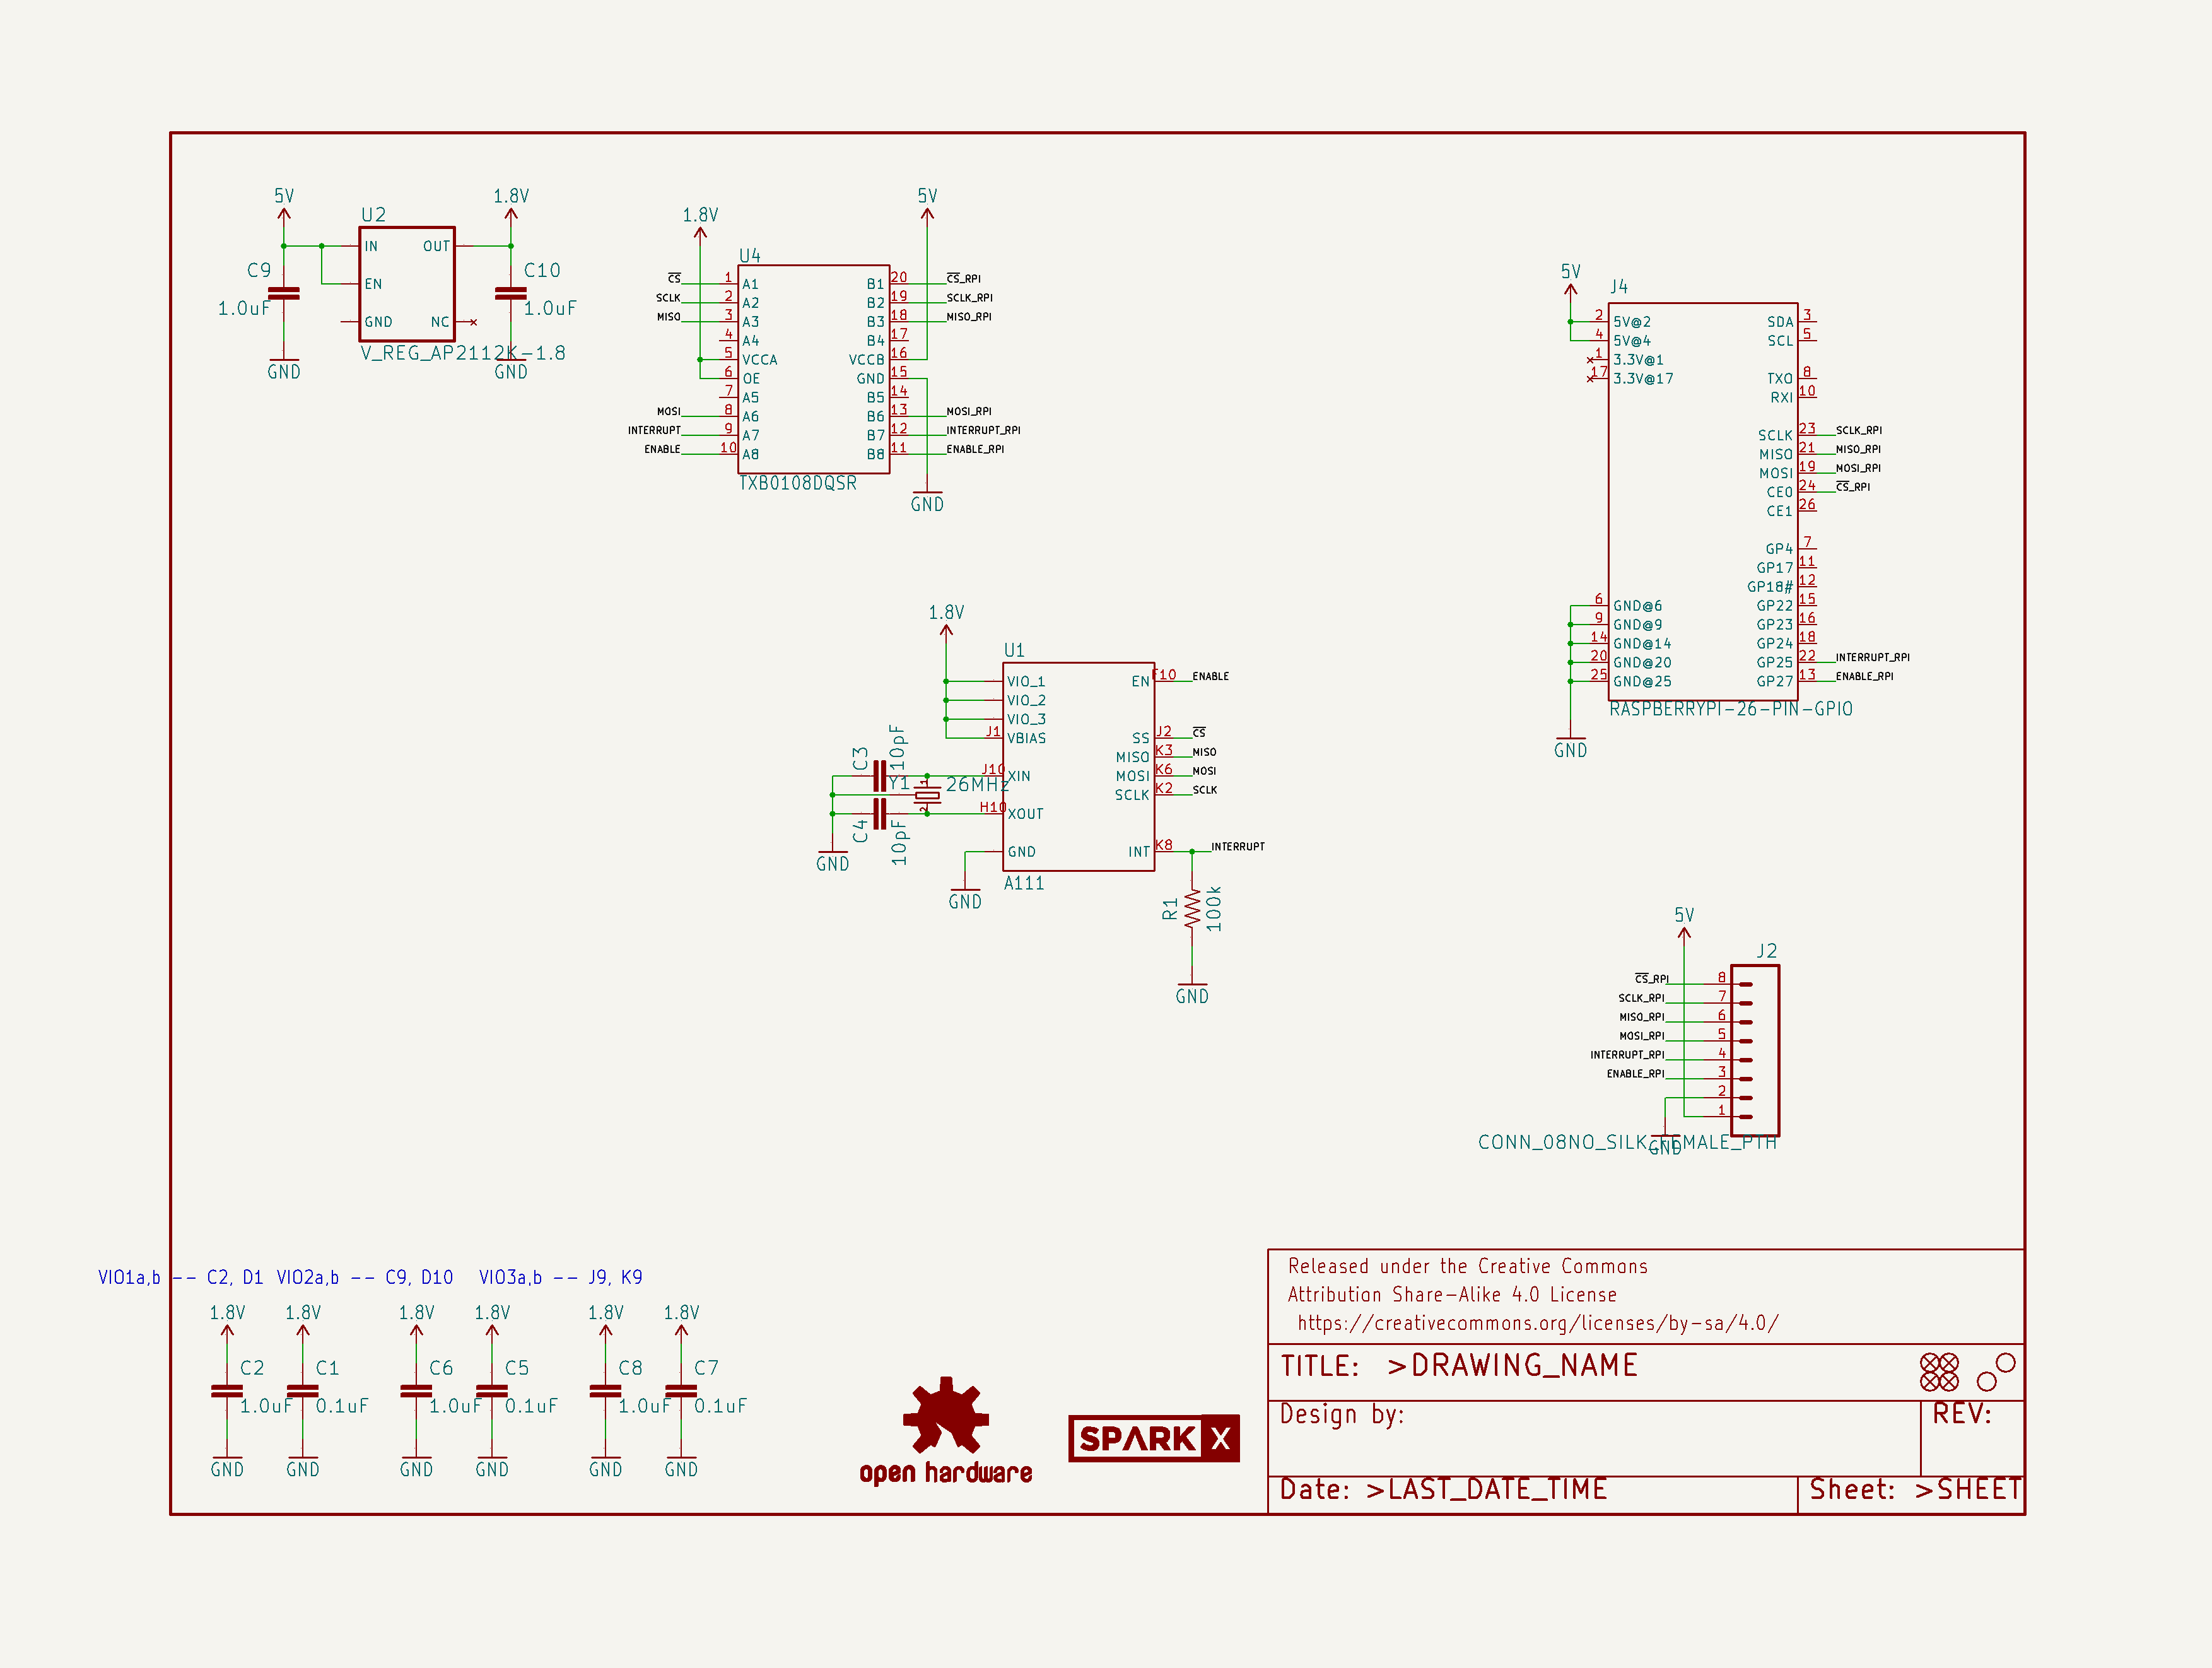 5V
1.8V
U2
IN
OUT
EN
GND
NC
C9
1.0uF
C10
1.0uF
V_REG_AP2112K-1.8
GND
GND
1.8V
5V
U4
CS 1 A1 B1 20 CS_RPI
SCLK 2 A2 B2 19 SCLK_RPI
MISO 3 A3 B3 18 MISO_RPI
4 A4 B4 17
5 VCCA VCCB 16
6 OE GND 15
7 A5 B5 14
MOSI 8 A6 B6 13 MOSI_RPI
INTERRUPT 9 A7 B7 12 INTERRUPT_RPI
ENABLE 10 A8 B8 11 ENABLE_RPI
TXB0108DQSR
GND
5V
J4
2 5V@2 SDA 3
4 5V@4 SCL 5
1 3.3V@1
17 3.3V@17 TXO 8
RXI 10
SCLK 23 SCLK_RPI
MISO 21 MISO_RPI
MOSI 19 MOSI_RPI
CE0 24 CS_RPI
CE1 26
GP4 7
GP17 11
GP18# 12
6 GND@6 GP22 15
9 GND@9 GP23 16
14 GND@14 GP24 18
20 GND@20 GP25 22 INTERRUPT_RPI
25 GND@25 GP27 13 ENABLE_RPI
RASPBERRYPI-26-PIN-GPIO
GND
1.8V
U1
VIO_1 EN F10 ENABLE
VIO_2
VIO_3
J1 VBIAS SS J2 CS
MISO K3 MISO
J10 XIN MOSI K6 MOSI
SCLK K2 SCLK
H10 XOUT
GND INT K8 INTERRUPT
A111
C3
10pF
Y1
1
2
26MHz
C4
10pF
GND
GND
R1
100k
GND
5V
J2
CS_RPI 8
SCLK_RPI 7
MISO_RPI 6
MOSI_RPI 5
INTERRUPT_RPI 4
ENABLE_RPI 3
2
1
CONN_08NO_SILK_FEMALE_PTH
GND
VIO1a,b -- C2, D1 VIO2a,b -- C9, D10 VIO3a,b -- J9, K9
1.8V 1.8V 1.8V 1.8V 1.8V 1.8V
C2 C1 C6 C5 C8 C7
1.0uF 0.1uF 1.0uF 0.1uF 1.0uF 0.1uF
GND GND GND GND GND GND
open hardware
SPARK X
Released under the Creative Commons
Attribution Share-Alike 4.0 License
https://creativecommons.org/licenses/by-sa/4.0/
TITLE: >DRAWING_NAME
Design by:
REV:
Date: >LAST_DATE_TIME
Sheet: >SHEET